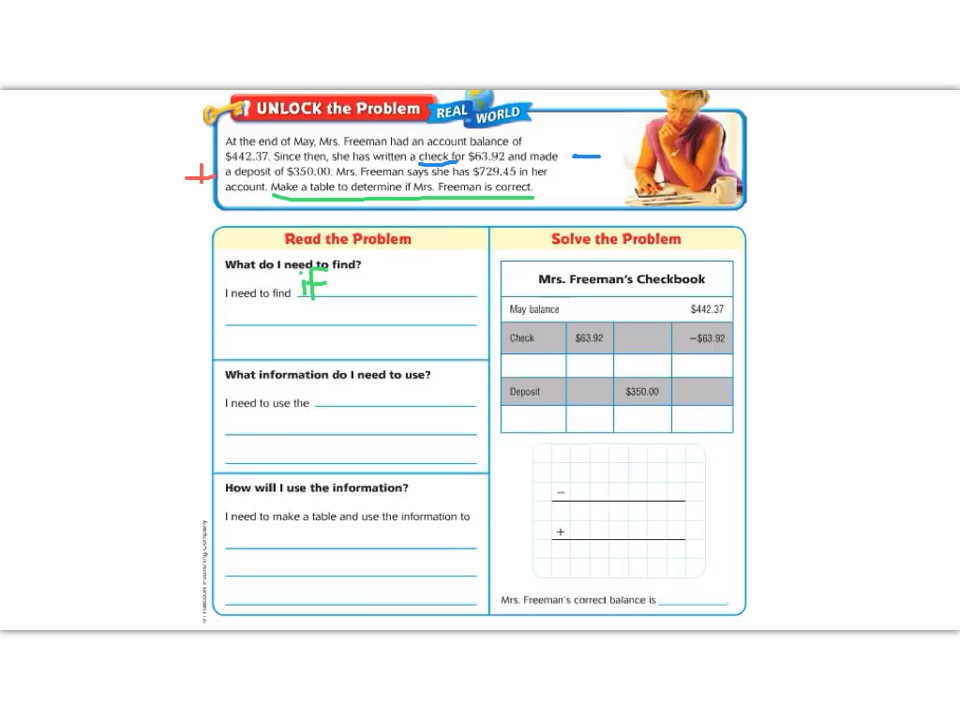 UNLOCK the Problem REAL WORLD
At the end of May, Mrs. Freeman had an account balance of
$442.37. Since then, she has written a check for $63.92 and made
a deposit of $350.00. Mrs. Freeman says she has $729.45 in her
account. Make a table to determine if Mrs. Freeman is correct.
+
−
Read the Problem
What do I need to find?
I need to find if
What information do I need to use?
I need to use the
How will I use the information?
I need to make a table and use the information to
Solve the Problem
Mrs. Freeman's Checkbook
May balance $442.37
Check $63.92 −$63.92
Deposit $350.00
−
+
Mrs. Freeman's correct balance is
Harcourt Publishing Company